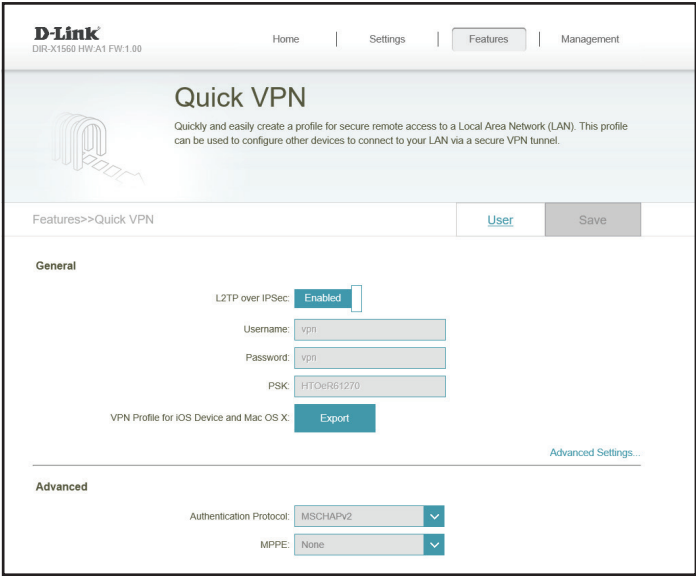 D-Link
DIR-X1560 HW:A1 FW:1.00
Home
Settings
Features
Management
Quick VPN
Quickly and easily create a profile for secure remote access to a Local Area Network (LAN). This profile
can be used to configure other devices to connect to your LAN via a secure VPN tunnel.
Features>>Quick VPN
User
Save
General
L2TP over IPSec: Enabled
Username: vpn
Password: vpn
PSK: HTOeR61270
VPN Profile for iOS Device and Mac OS X: Export
Advanced Settings...
Advanced
Authentication Protocol: MSCHAPv2
MPPE: None